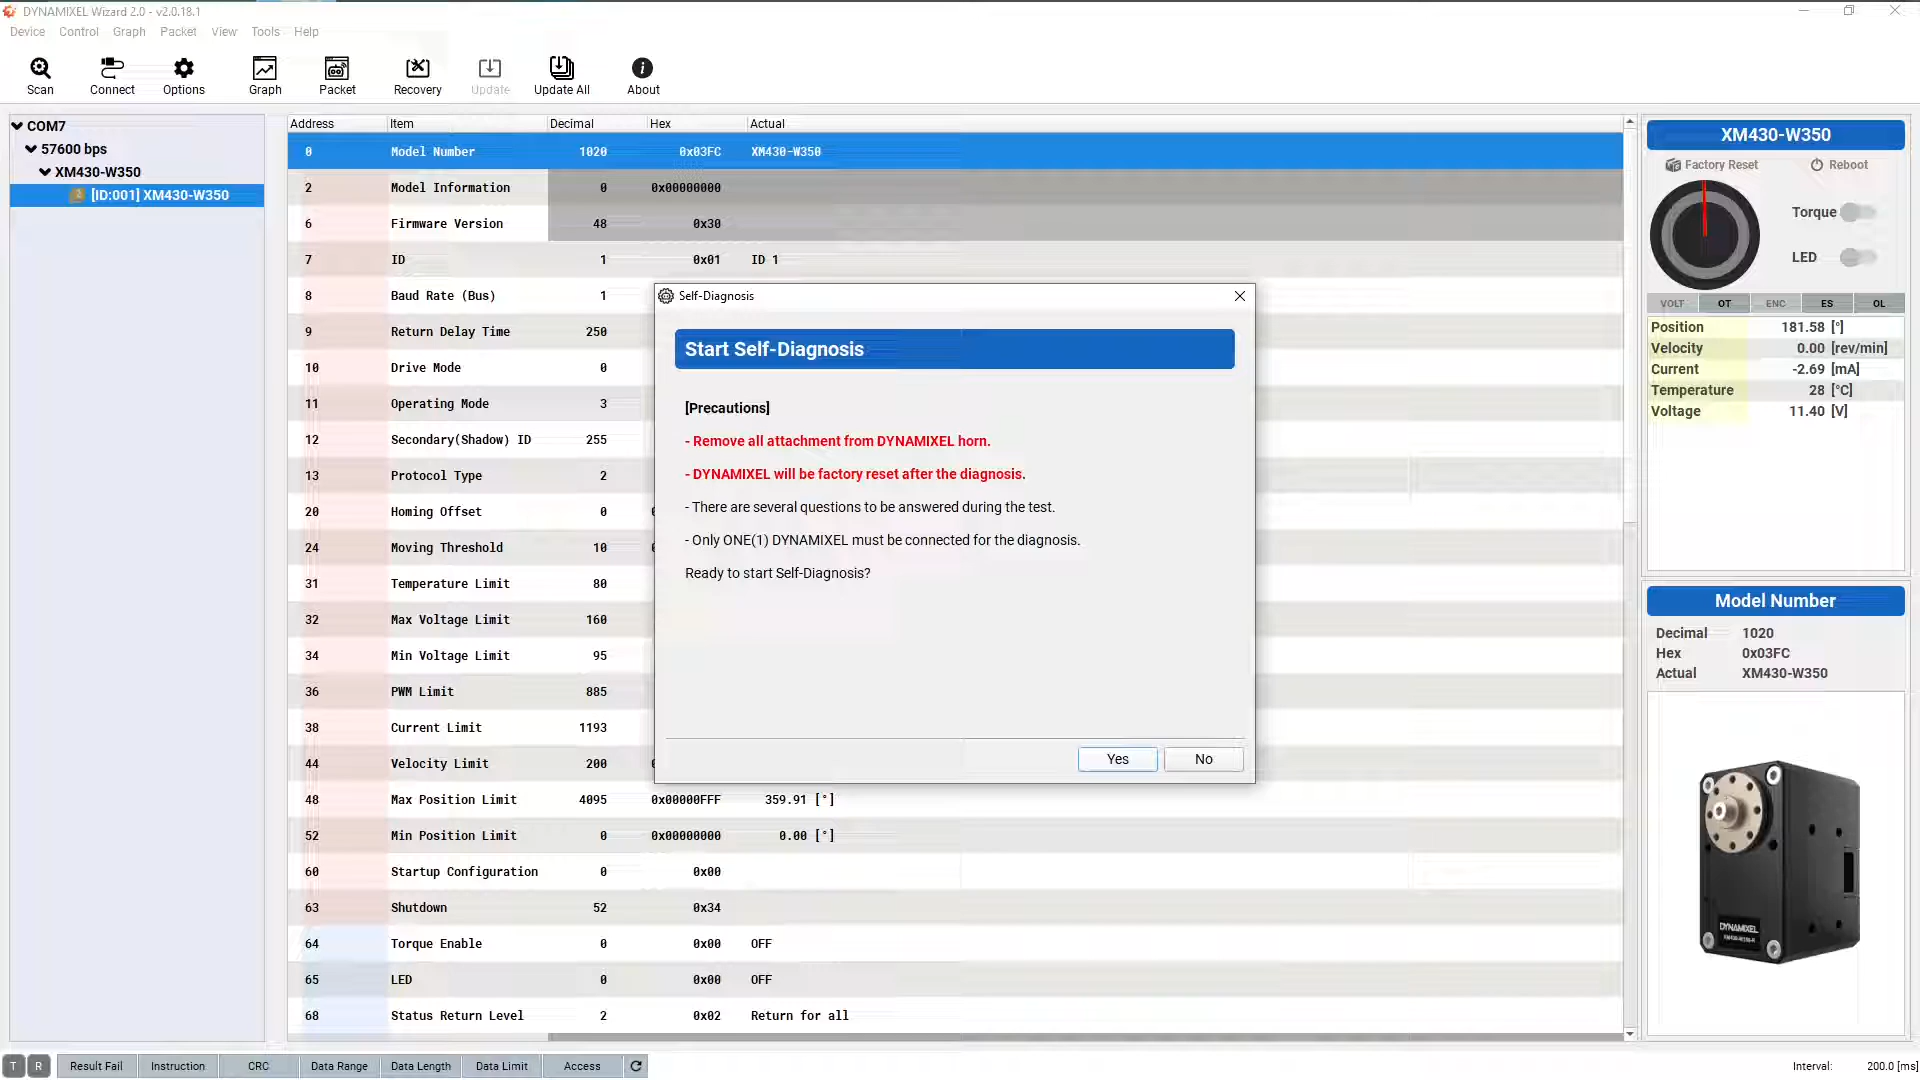 DYNAMIXEL Wizard 2.0 - v2.0.18.1
Device Control Graph Packet View Tools Help
Scan Connect Options Graph Packet Recovery Update Update All About
COM7
57600 bps
XM430-W350
[ID:001] XM430-W350
Address Item Decimal Hex Actual
0 Model Number 1020 0x03FC XM430-W350
2 Model Information 0 0x00000000
6 Firmware Version 48 0x30
7 ID 1 0x01 ID 1
8 Baud Rate (Bus) 1
9 Return Delay Time 250
10 Drive Mode 0
11 Operating Mode 3
12 Secondary(Shadow) ID 255
13 Protocol Type 2
20 Homing Offset 0
24 Moving Threshold 10
31 Temperature Limit 80
32 Max Voltage Limit 160
34 Min Voltage Limit 95
36 PWM Limit 885
38 Current Limit 1193
44 Velocity Limit 200
48 Max Position Limit 4095 0x00000FFF 359.91 [°]
52 Min Position Limit 0 0x00000000 0.00 [°]
60 Startup Configuration 0 0x00
63 Shutdown 52 0x34
64 Torque Enable 0 0x00 OFF
65 LED 0 0x00 OFF
68 Status Return Level 2 0x02 Return for all
Self-Diagnosis
Start Self-Diagnosis
[Precautions]
- Remove all attachment from DYNAMIXEL horn.
- DYNAMIXEL will be factory reset after the diagnosis.
- There are several questions to be answered during the test.
- Only ONE(1) DYNAMIXEL must be connected for the diagnosis.
Ready to start Self-Diagnosis?
Yes No
XM430-W350
Factory Reset Reboot
Torque
LED
VOLT OT ENC ES OL
Position 181.58 [°]
Velocity 0.00 [rev/min]
Current -2.69 [mA]
Temperature 28 [°C]
Voltage 11.40 [V]
Model Number
Decimal 1020
Hex 0x03FC
Actual XM430-W350
DYNAMIXEL
T R Result Fail Instruction CRC Data Range Data Length Data Limit Access
Interval: 200.0 [ms]